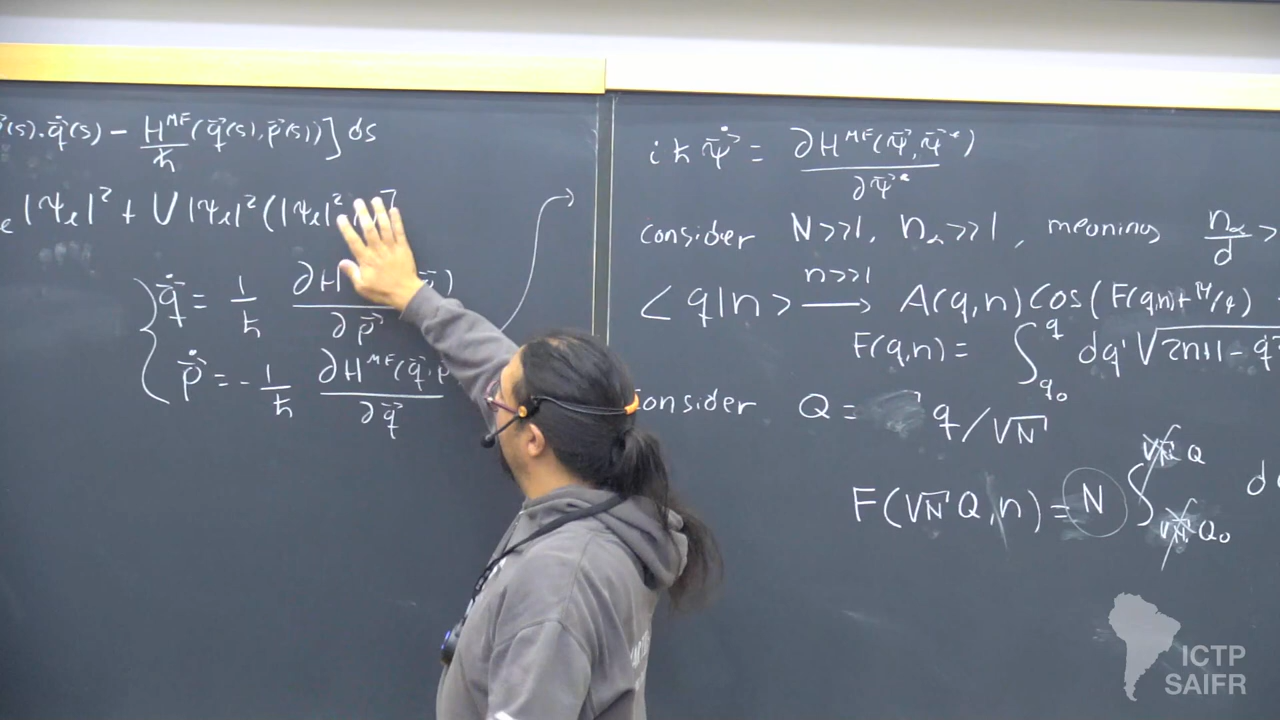 (s).q⃗(s) − H^MF/ħ (q⃗(s), p⃗(s))] ds
|ψ_ℓ|² + U|ψ_ℓ|²(|ψ_ℓ|²
q⃗̇ = 1/ħ ∂H / ∂p⃗
p⃗̇ = −1/ħ ∂H^MF(q⃗, p / ∂q⃗
iħ ψ⃗̇ = ∂H^MF(ψ⃗, ψ⃗*) / ∂ψ⃗*
consider N>>1, n_α>>1, meaning n_α/d >
n>>1
<q|n> ⟶ A(q,n) Cos(F(q,n)+π/4)
F(q,n) = ∫_{q₀}^{q} dq' √2n+1−q²
consider Q = q/√N
F(√N Q, n) = N ∫_{√N Q₀}^{√N Q} d
ICTP
SAIFR